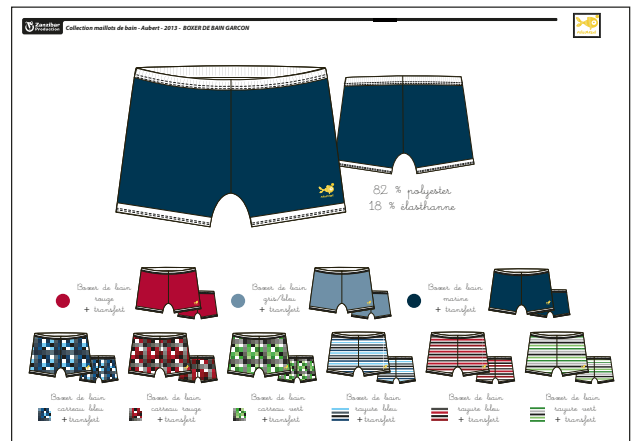 Zanzibar
Production
Collection maillots de bain - Aubert - 2013 - BOXER DE BAIN GARCON
82 % polyester
18 % élasthanne
Boxer de bain
rouge
+ transfert
Boxer de bain
gris/bleu
+ transfert
Boxer de bain
marine
+ transfert
Boxer de bain
carreau bleu
+ transfert
Boxer de bain
carreau rouge
+ transfert
Boxer de bain
carreau vert
+ transfert
Boxer de bain
rayure bleu
+ transfert
Boxer de bain
rayure bleu
+ transfert
Boxer de bain
rayure vert
+ transfert